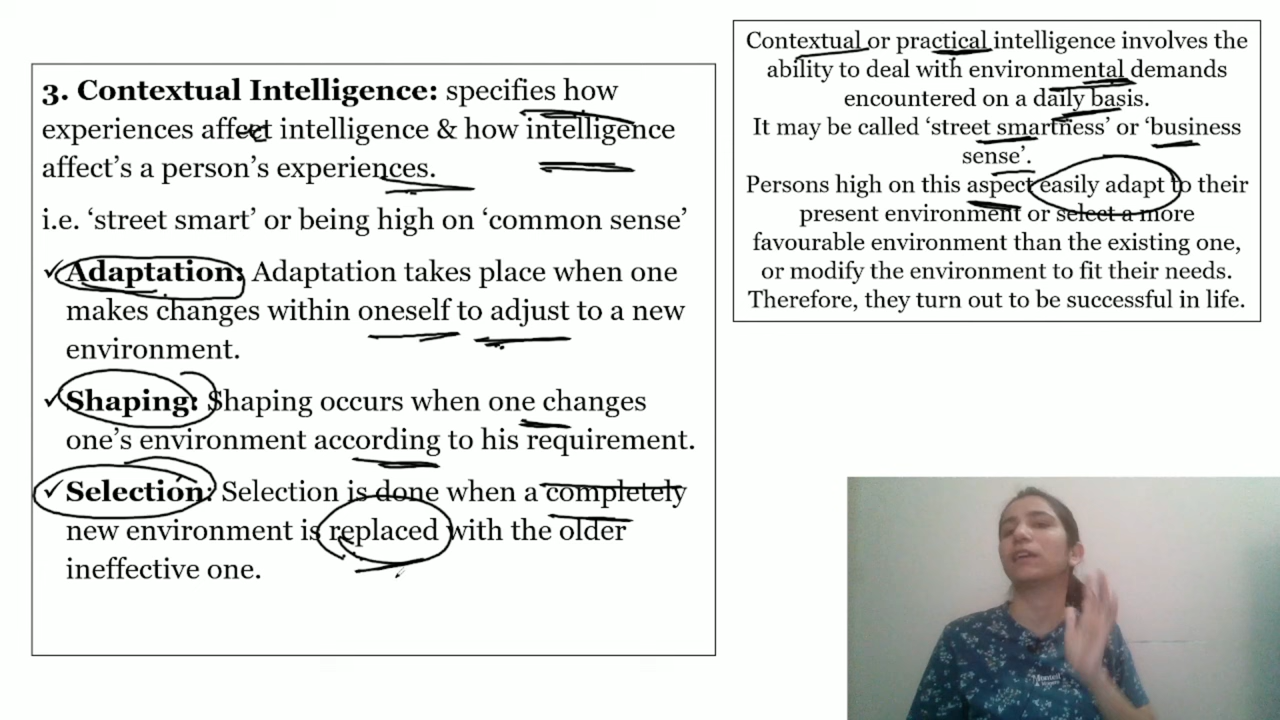 3. Contextual Intelligence: specifies how
experiences affect intelligence & how intelligence
affect's a person's experiences.
i.e. 'street smart' or being high on 'common sense'
✓ Adaptation: Adaptation takes place when one
makes changes within oneself to adjust to a new
environment.
✓ Shaping: Shaping occurs when one changes
one's environment according to his requirement.
✓ Selection: Selection is done when a completely
new environment is replaced with the older
ineffective one.
Contextual or practical intelligence involves the
ability to deal with environmental demands
encountered on a daily basis.
It may be called 'street smartness' or 'business
sense'.
Persons high on this aspect easily adapt to their
present environment or select a more
favourable environment than the existing one,
or modify the environment to fit their needs.
Therefore, they turn out to be successful in life.